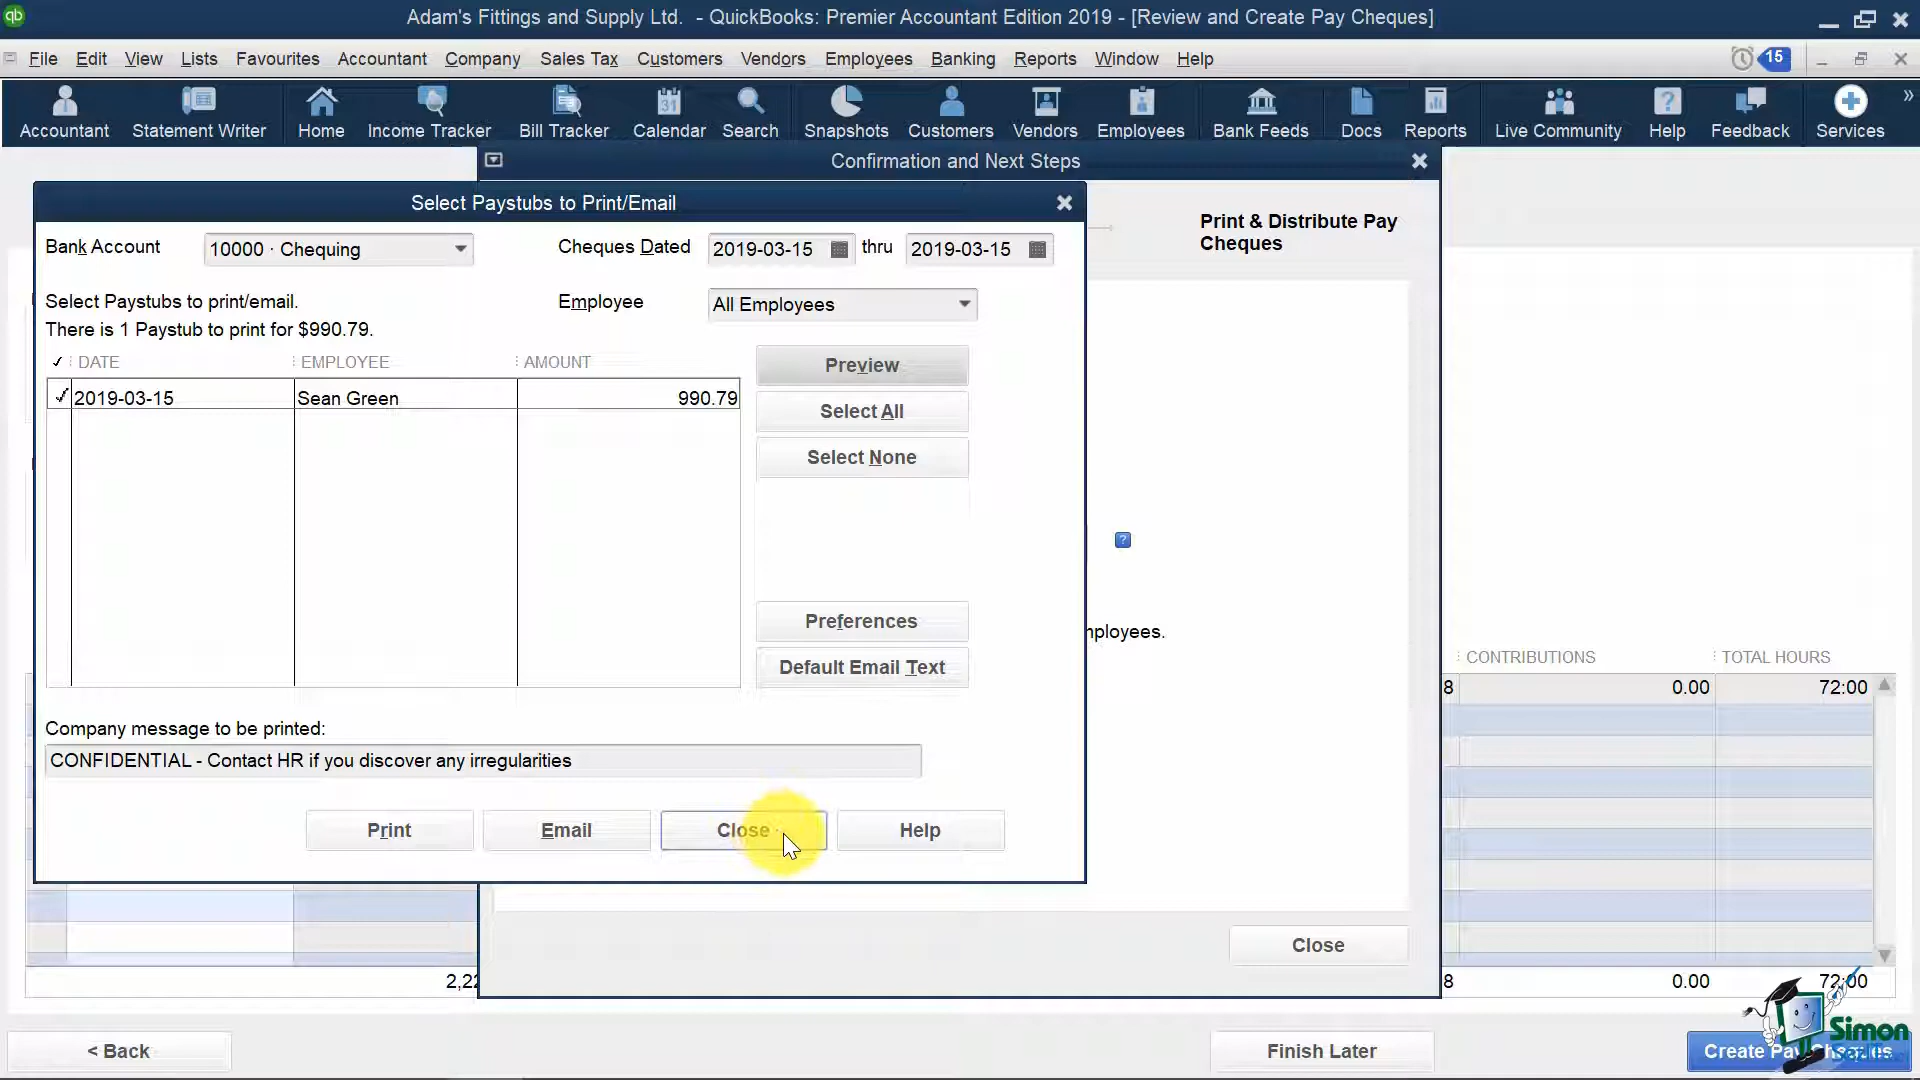 qb
Adam's Fittings and Supply Ltd. - QuickBooks: Premier Accountant Edition 2019 - [Review and Create Pay Cheques]
File Edit View Lists Favourites Accountant Company Sales Tax Customers Vendors Employees Banking Reports Window Help
15
Accountant Statement Writer Home Income Tracker Bill Tracker Calendar Search Snapshots Customers Vendors Employees Bank Feeds Docs Reports Live Community Help Feedback Services
31
Confirmation and Next Steps
Select Paystubs to Print/Email
Print & Distribute Pay
Cheques
Bank Account 10000 · Chequing Cheques Dated 2019-03-15 thru 2019-03-15
Select Paystubs to print/email. Employee All Employees
There is 1 Paystub to print for $990.79.
✓ DATE EMPLOYEE AMOUNT
✓ 2019-03-15 Sean Green 990.79
Preview
Select All
Select None
?
Preferences
Default Email Text
mployees.
CONTRIBUTIONS TOTAL HOURS
8 0.00 72:00
Company message to be printed:
CONFIDENTIAL - Contact HR if you discover any irregularities
Print Email Close Help
Close
2,22 8 0.00 72:00
< Back Finish Later Create Pay Cheques
Simon